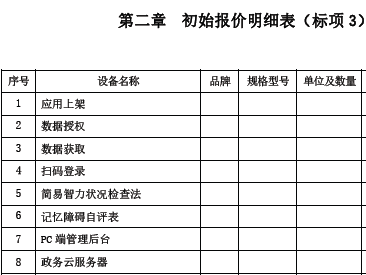 第二章 初始报价明细表（标项 3）
序号 设备名称 品牌 规格型号 单位及数量
1 应用上架
2 数据授权
3 数据获取
4 扫码登录
5 简易智力状况检查法
6 记忆障碍自评表
7 PC 端管理后台
8 政务云服务器